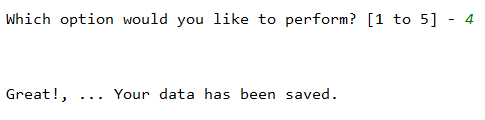 Which option would you like to perform? [1 to 5] - 4
Great!, ... Your data has been saved.